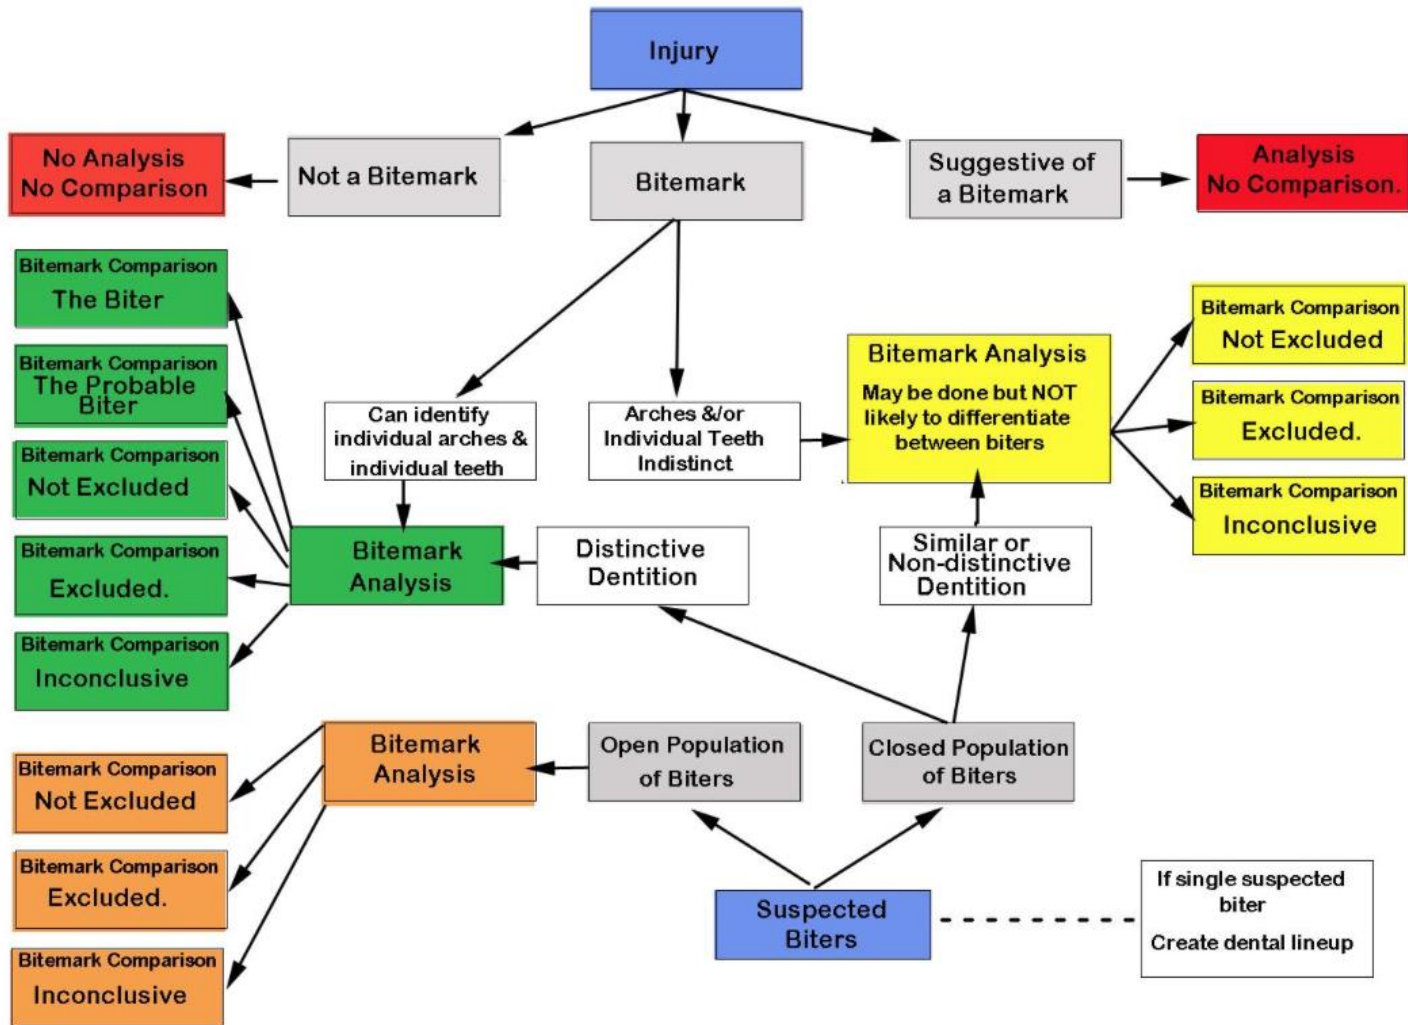 Injury
No Analysis
No Comparison
Not a Bitemark
Bitemark
Suggestive of
a Bitemark
Analysis
No Comparison.
Bitemark Comparison
The Biter
Bitemark Comparison
The Probable
Biter
Bitemark Comparison
Not Excluded
Bitemark Comparison
Excluded.
Bitemark Comparison
Inconclusive
Can identify
individual arches &
individual teeth
Arches &/or
Individual Teeth
Indistinct
Bitemark Analysis
May be done but NOT
likely to differentiate
between biters
Bitemark Comparison
Not Excluded
Bitemark Comparison
Excluded.
Bitemark Comparison
Inconclusive
Bitemark
Analysis
Distinctive
Dentition
Similar or
Non-distinctive
Dentition
Bitemark
Analysis
Open Population
of Biters
Closed Population
of Biters
Bitemark Comparison
Not Excluded
Bitemark Comparison
Excluded.
Bitemark Comparison
Inconclusive
Suspected
Biters
If single suspected
biter
Create dental lineup